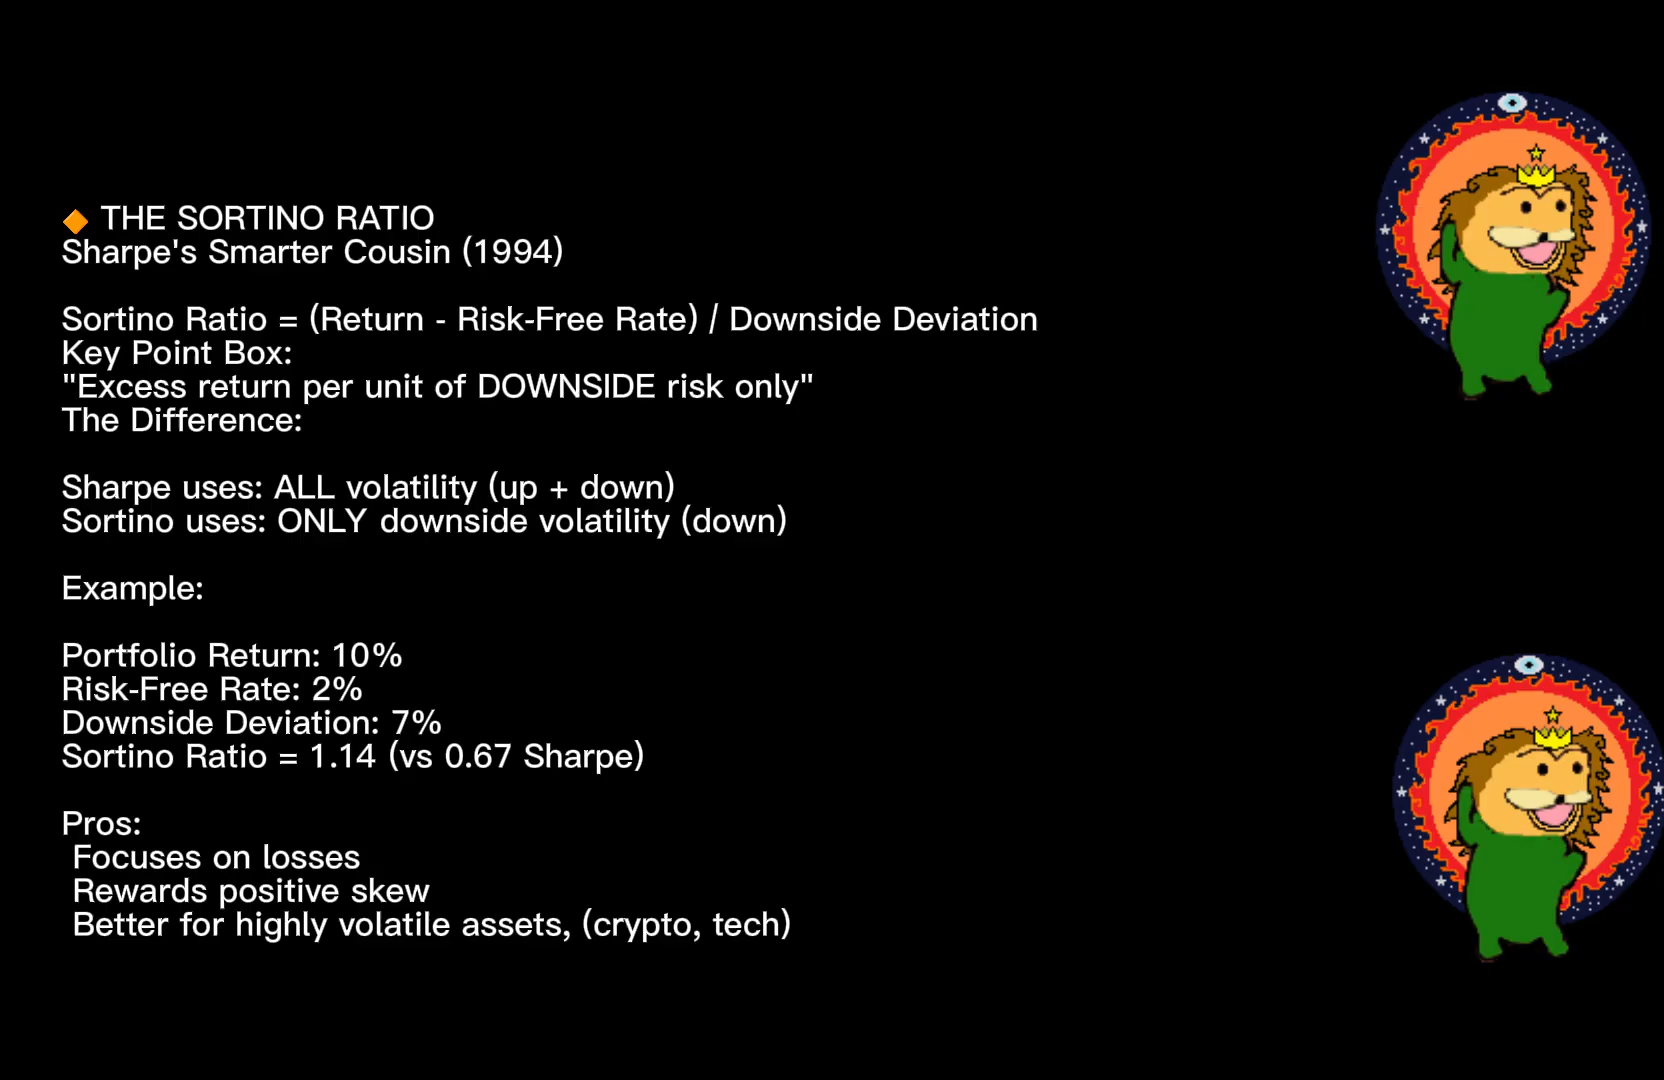 🔶 THE SORTINO RATIO
Sharpe's Smarter Cousin (1994)
Sortino Ratio = (Return - Risk-Free Rate) / Downside Deviation
Key Point Box:
"Excess return per unit of DOWNSIDE risk only"
The Difference:
Sharpe uses: ALL volatility (up + down)
Sortino uses: ONLY downside volatility (down)
Example:
Portfolio Return: 10%
Risk-Free Rate: 2%
Downside Deviation: 7%
Sortino Ratio = 1.14 (vs 0.67 Sharpe)
Pros:
Focuses on losses
Rewards positive skew
Better for highly volatile assets, (crypto, tech)